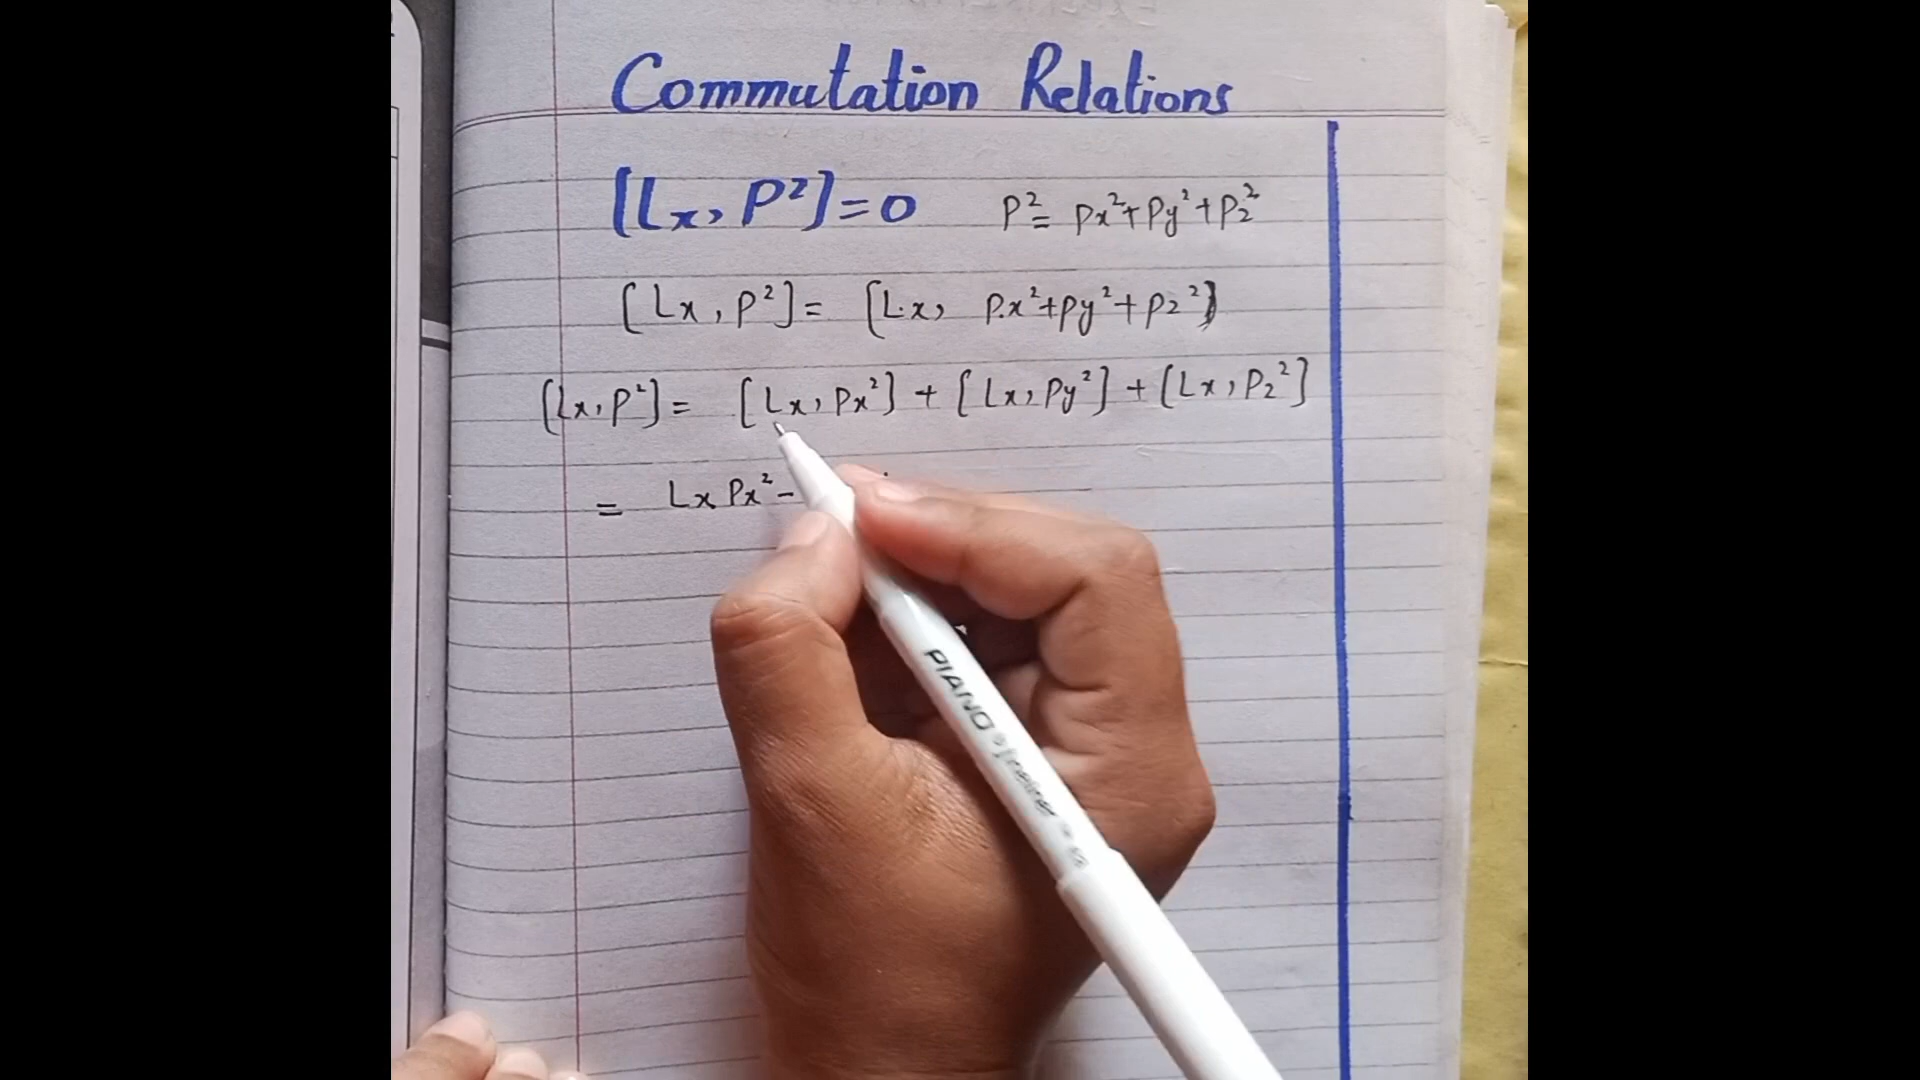 Commutation Relations
[Lx, P²]=0 P²= Px²+Py²+Pz²
[Lx, P²]= [Lx, Px²+Py²+Pz²]
[Lx, P²]= [Lx, Px²] + [Lx, Py²] + [Lx, Pz²]
= Lx Px² -
PIANO fineliner